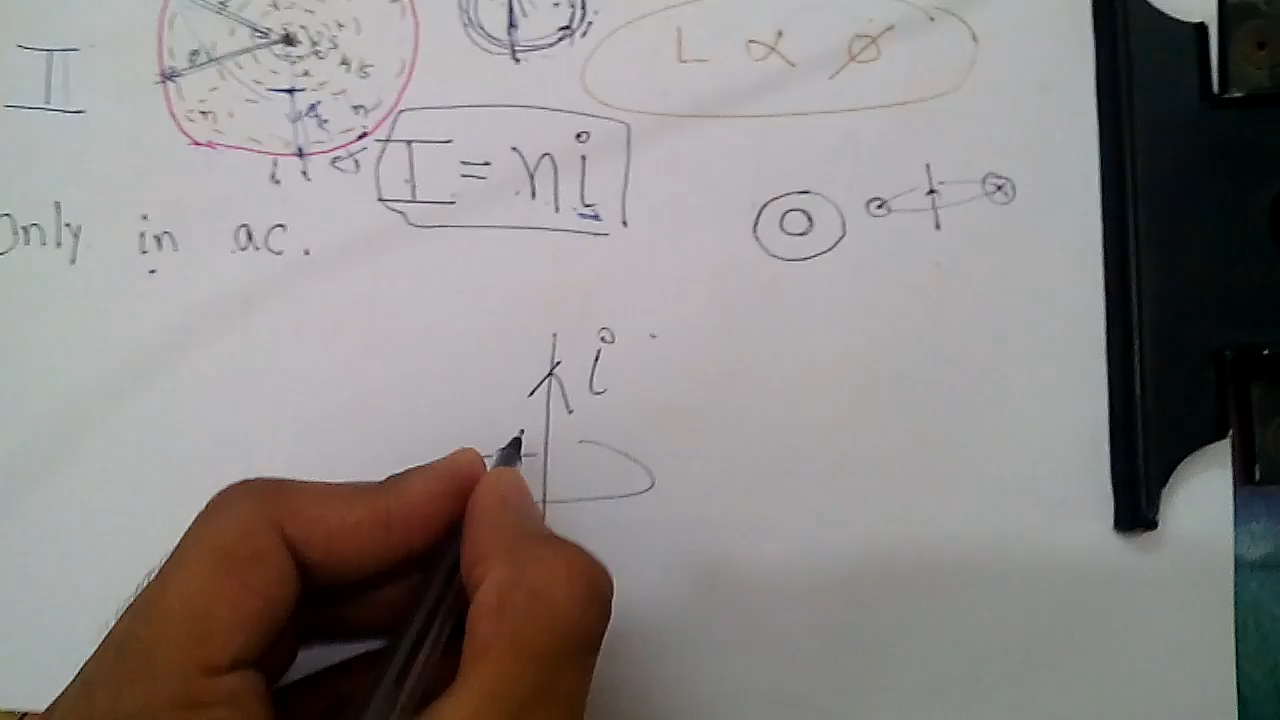 I
L ∝ ϕ
I = ni
Only in ac.
i